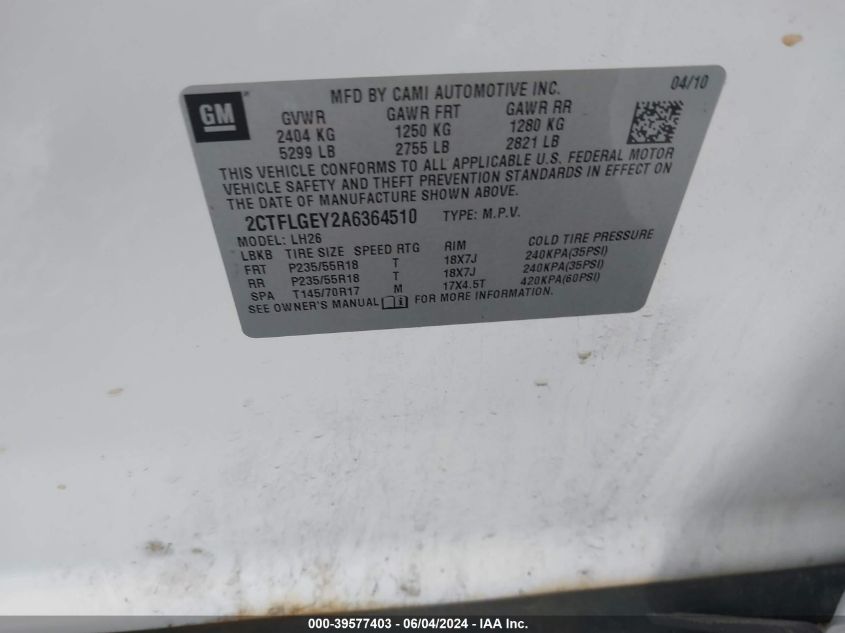 GM
MFD BY CAMI AUTOMOTIVE INC.
04/10
GVWR GAWR FRT GAWR RR
2404 KG 1250 KG 1280 KG
5299 LB 2755 LB 2821 LB
THIS VEHICLE CONFORMS TO ALL APPLICABLE U.S. FEDERAL MOTOR
VEHICLE SAFETY AND THEFT PREVENTION STANDARDS IN EFFECT ON
THE DATE OF MANUFACTURE SHOWN ABOVE.
2CTFLGEY2A6364510 TYPE: M.P.V.
MODEL: LH26
LBKB TIRE SIZE SPEED RTG RIM COLD TIRE PRESSURE
FRT P235/55R18 T 18X7J 240KPA(35PSI)
RR P235/55R18 T 18X7J 240KPA(35PSI)
SPA T145/70R17 M 17X4.5T 420KPA(60PSI)
SEE OWNER'S MANUAL FOR MORE INFORMATION.
000-39577403 - 06/04/2024 - IAA Inc.